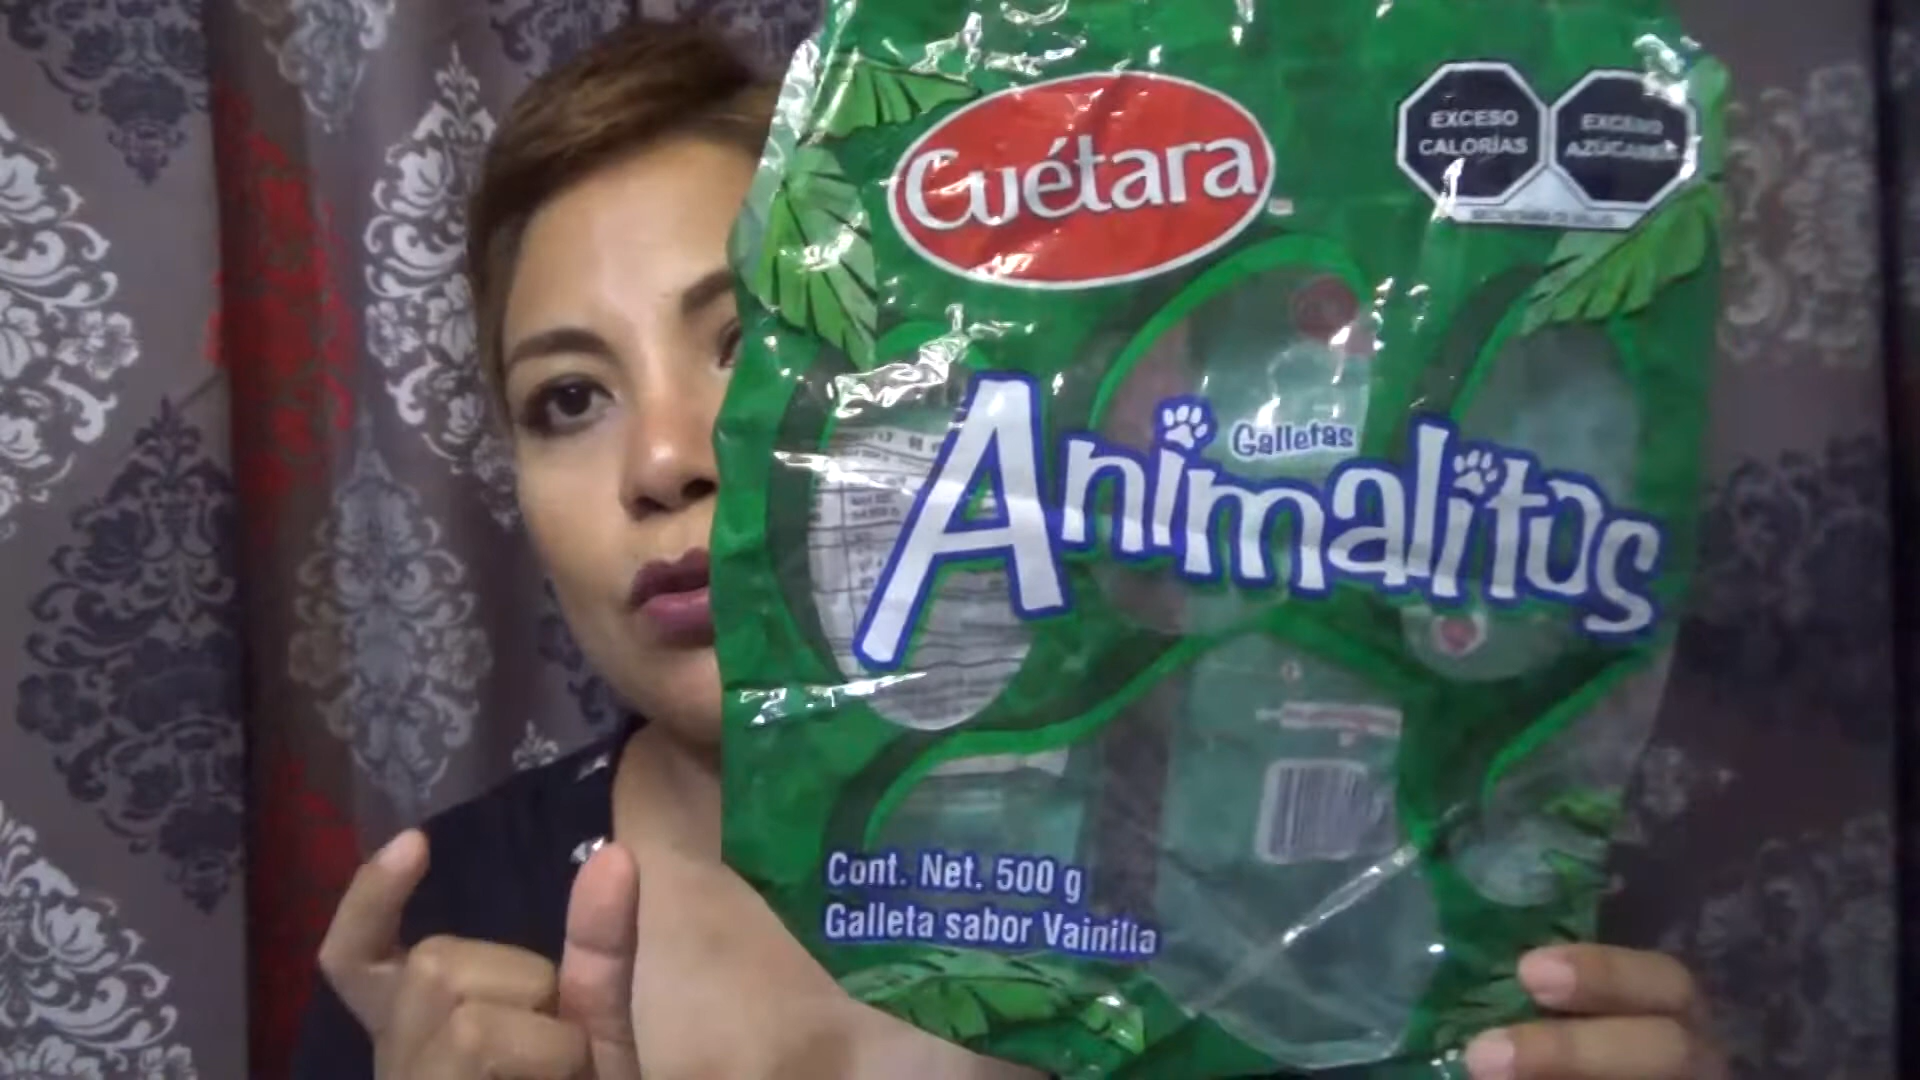 Cuétara
EXCESO
CALORÍAS
EXCESO
AZÚCARES
Galletas
Animalitos
Cont. Net. 500 g
Galleta sabor Vainilla